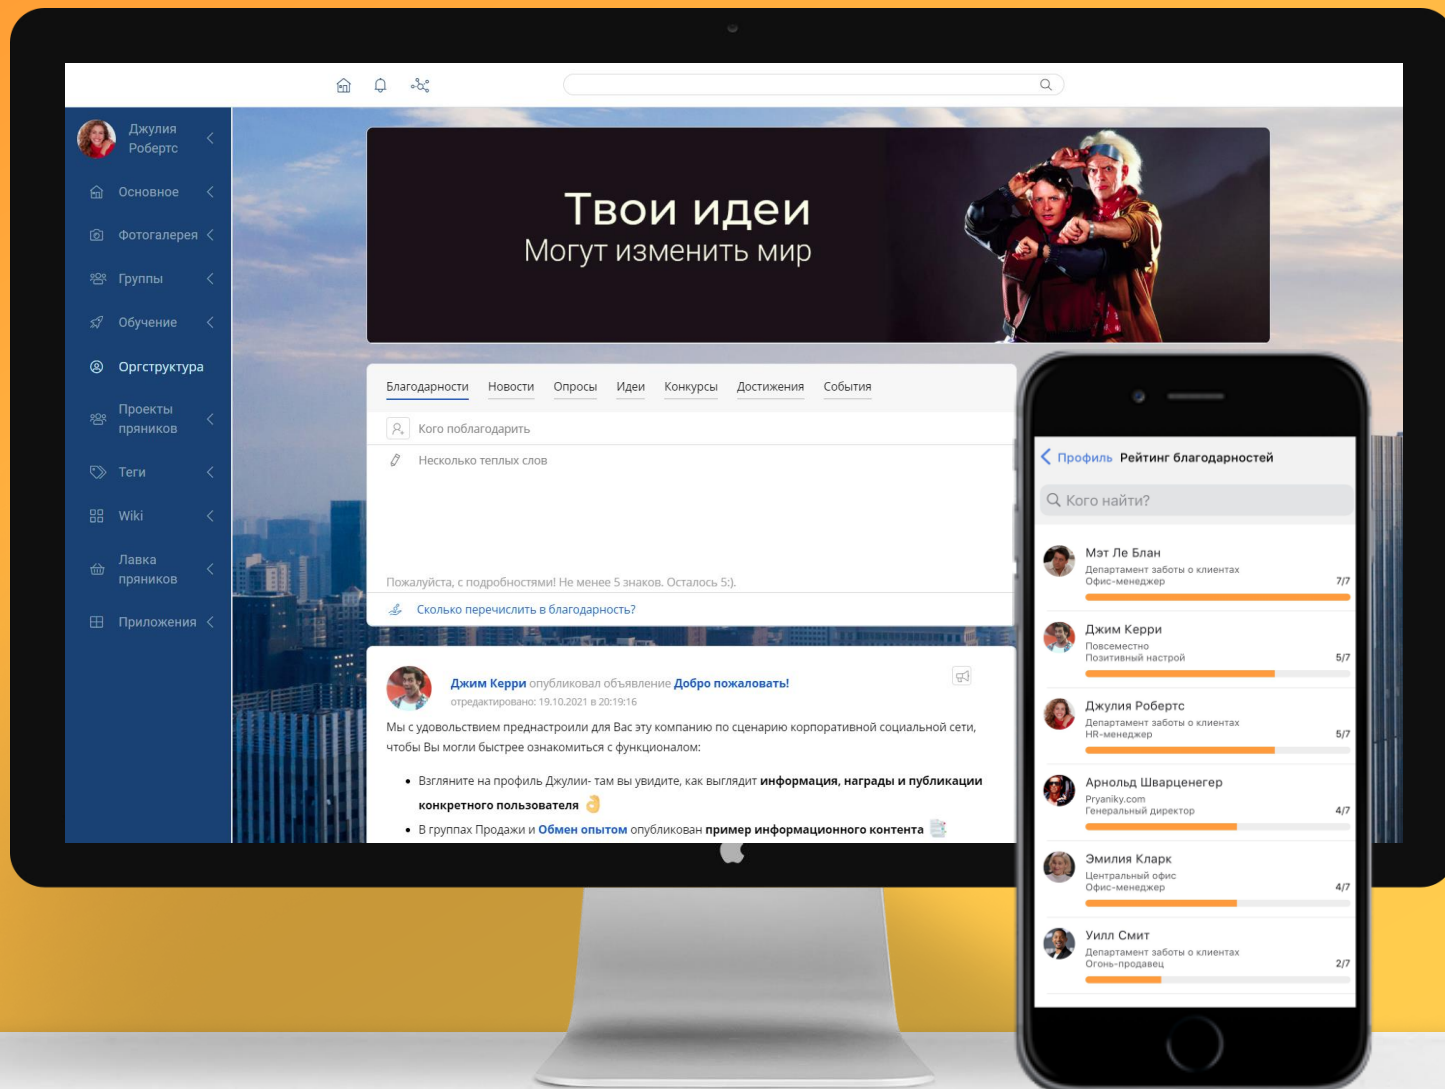 Джулия
Робертс
Основное
Фотогалерея
Группы
Обучение
Оргструктура
Проекты
пряников
Теги
Wiki
Лавка
пряников
Приложения
Твои идеи
Могут изменить мир
Благодарности Новости Опросы Идеи Конкурсы Достижения События
Кого поблагодарить
Несколько теплых слов
Пожалуйста, с подробностями! Не менее 5 знаков. Осталось 5:).
Сколько перечислить в благодарность?
Джим Керри опубликовал объявление Добро пожаловать!
отредактировано: 19.10.2021 в 20:19:16
Мы с удовольствием преднастроили для Вас эту компанию по сценарию корпоративной социальной сети,
чтобы Вы могли быстрее ознакомиться с функционалом:
• Взгляните на профиль Джулии- там вы увидите, как выглядит информация, награды и публикации
конкретного пользователя 👌
• В группах Продажи и Обмен опытом опубликован пример информационного контента 📑
Профиль Рейтинг благодарностей
Кого найти?
Мэт Ле Блан
Департамент заботы о клиентах
Офис-менеджер 7/7
Джим Керри
Повсеместно
Позитивный настрой 5/7
Джулия Робертс
Департамент заботы о клиентах
HR-менеджер 5/7
Арнольд Шварценегер
Pryaniky.com
Генеральный директор 4/7
Эмилия Кларк
Центральный офис
Офис-менеджер 4/7
Уилл Смит
Департамент заботы о клиентах
Огонь-продавец 2/7